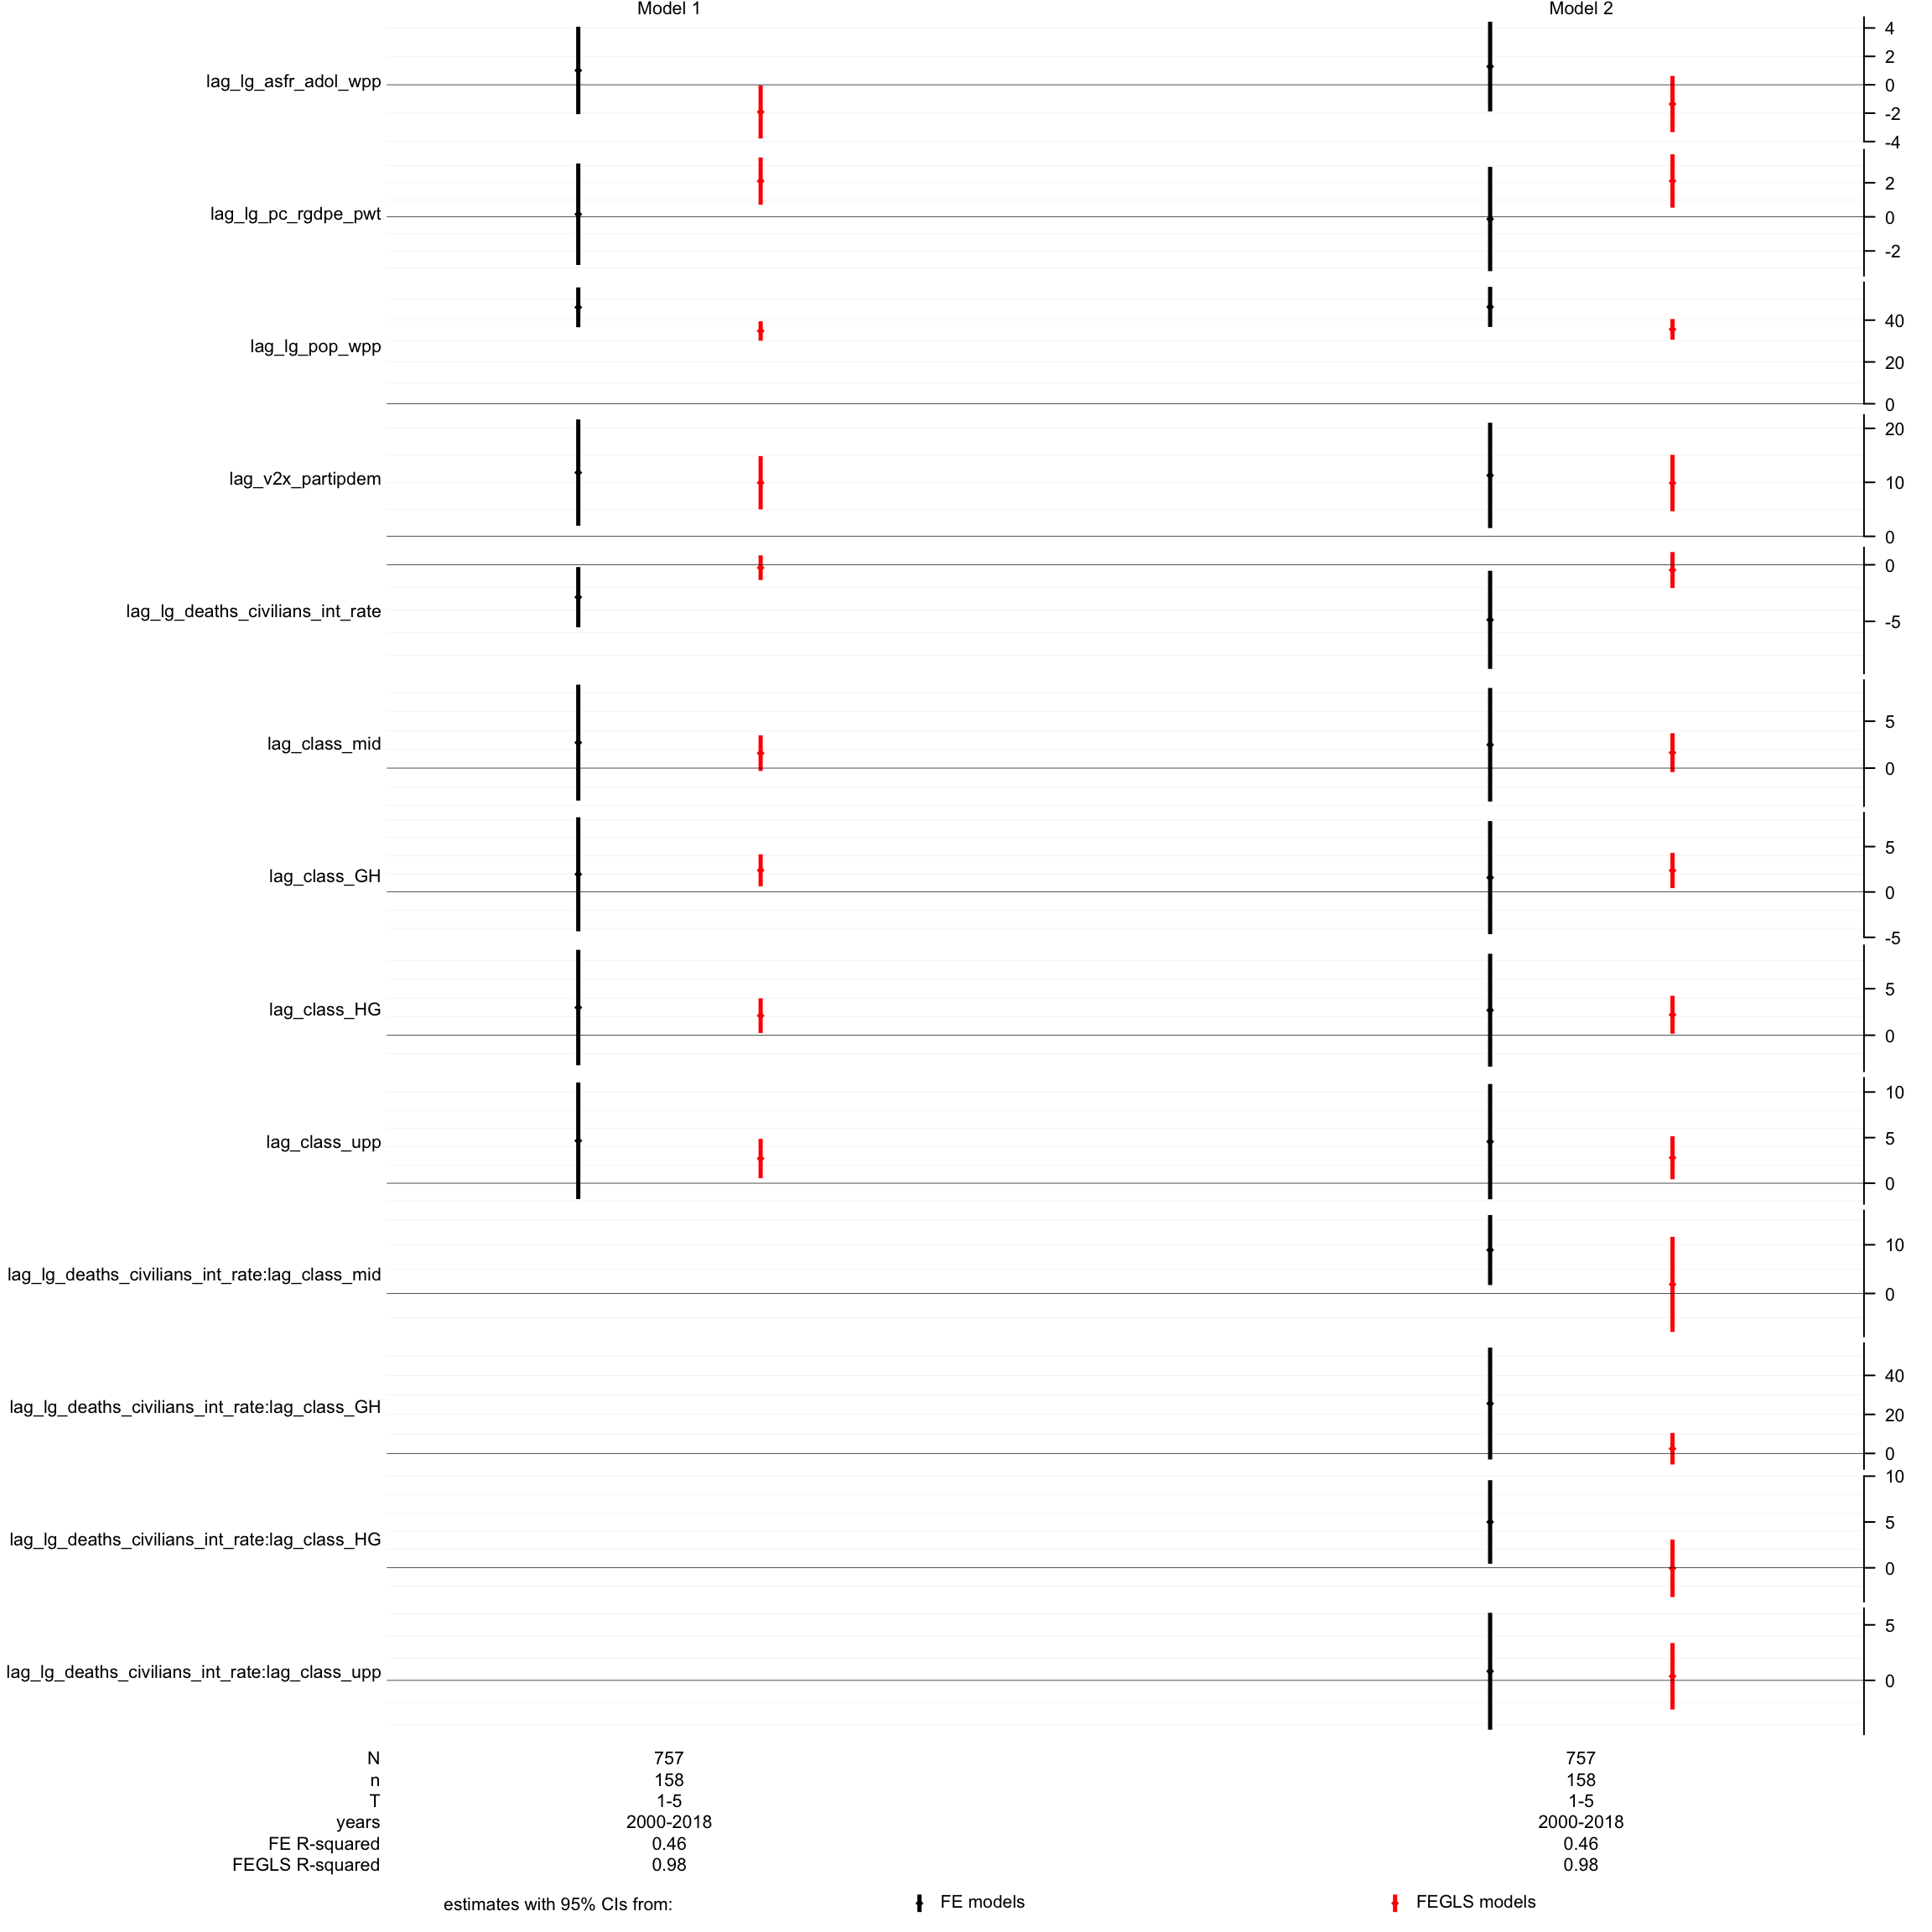 Model 1 Model 2
lag_lg_asfr_adol_wpp
4
2
0
-2
-4
lag_lg_pc_rgdpe_pwt
2
0
-2
lag_lg_pop_wpp
40
20
0
lag_v2x_partipdem
20
10
0
lag_lg_deaths_civilians_int_rate
0
-5
lag_class_mid
5
0
lag_class_GH
5
0
-5
lag_class_HG
5
0
lag_class_upp
10
5
0
lag_lg_deaths_civilians_int_rate:lag_class_mid
10
0
lag_lg_deaths_civilians_int_rate:lag_class_GH
40
20
0
lag_lg_deaths_civilians_int_rate:lag_class_HG
10
5
0
lag_lg_deaths_civilians_int_rate:lag_class_upp
5
0
N 757 757
n 158 158
T 1-5 1-5
years 2000-2018 2000-2018
FE R-squared 0.46 0.46
FEGLS R-squared 0.98 0.98
estimates with 95% CIs from: FE models FEGLS models